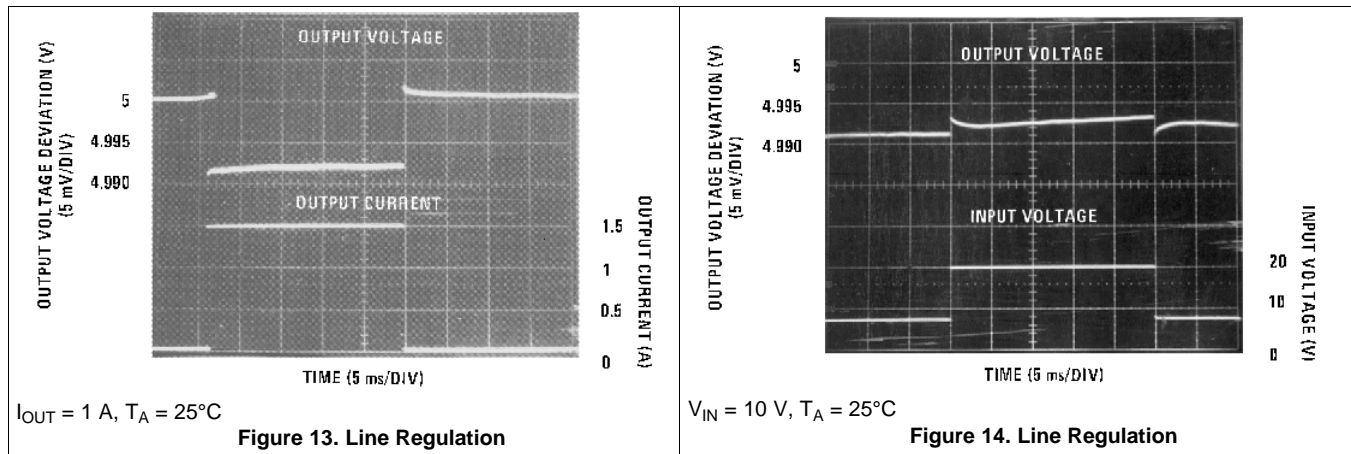 OUTPUT VOLTAGE DEVIATION (V)
(5 mV/DIV)
5
4.995
4.990
OUTPUT VOLTAGE
OUTPUT CURRENT
1.5
1
0.5
0
OUTPUT CURRENT (A)
TIME (5 ms/DIV)
I_OUT = 1 A, T_A = 25°C
Figure 13. Line Regulation
OUTPUT VOLTAGE DEVIATION (V)
(5 mV/DIV)
5
4.995
4.990
OUTPUT VOLTAGE
INPUT VOLTAGE
20
10
0
INPUT VOLTAGE (V)
TIME (5 ms/DIV)
V_IN = 10 V, T_A = 25°C
Figure 14. Line Regulation